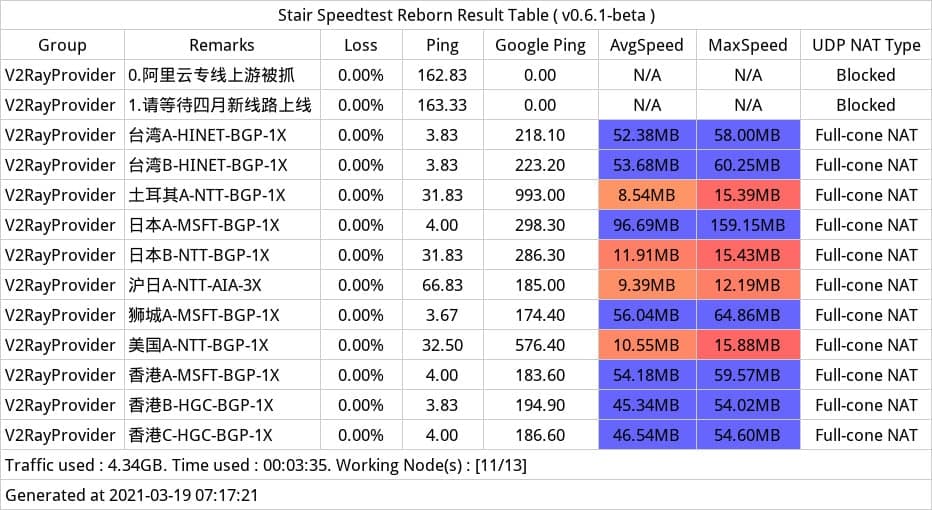 Stair Speedtest Reborn Result Table ( v0.6.1-beta )
Group Remarks Loss Ping Google Ping AvgSpeed MaxSpeed UDP NAT Type
V2RayProvider 0.阿里云专线上游被抓 0.00% 162.83 0.00 N/A N/A Blocked
V2RayProvider 1.请等待四月新线路上线 0.00% 163.33 0.00 N/A N/A Blocked
V2RayProvider 台湾A-HINET-BGP-1X 0.00% 3.83 218.10 52.38MB 58.00MB Full-cone NAT
V2RayProvider 台湾B-HINET-BGP-1X 0.00% 3.83 223.20 53.68MB 60.25MB Full-cone NAT
V2RayProvider 土耳其A-NTT-BGP-1X 0.00% 31.83 993.00 8.54MB 15.39MB Full-cone NAT
V2RayProvider 日本A-MSFT-BGP-1X 0.00% 4.00 298.30 96.69MB 159.15MB Full-cone NAT
V2RayProvider 日本B-NTT-BGP-1X 0.00% 31.83 286.30 11.91MB 15.43MB Full-cone NAT
V2RayProvider 沪日A-NTT-AIA-3X 0.00% 66.83 185.00 9.39MB 12.19MB Full-cone NAT
V2RayProvider 狮城A-MSFT-BGP-1X 0.00% 3.67 174.40 56.04MB 64.86MB Full-cone NAT
V2RayProvider 美国A-NTT-BGP-1X 0.00% 32.50 576.40 10.55MB 15.88MB Full-cone NAT
V2RayProvider 香港A-MSFT-BGP-1X 0.00% 4.00 183.60 54.18MB 59.57MB Full-cone NAT
V2RayProvider 香港B-HGC-BGP-1X 0.00% 3.83 194.90 45.34MB 54.02MB Full-cone NAT
V2RayProvider 香港C-HGC-BGP-1X 0.00% 4.00 186.60 46.54MB 54.60MB Full-cone NAT
Traffic used : 4.34GB. Time used : 00:03:35. Working Node(s) : [11/13]
Generated at 2021-03-19 07:17:21